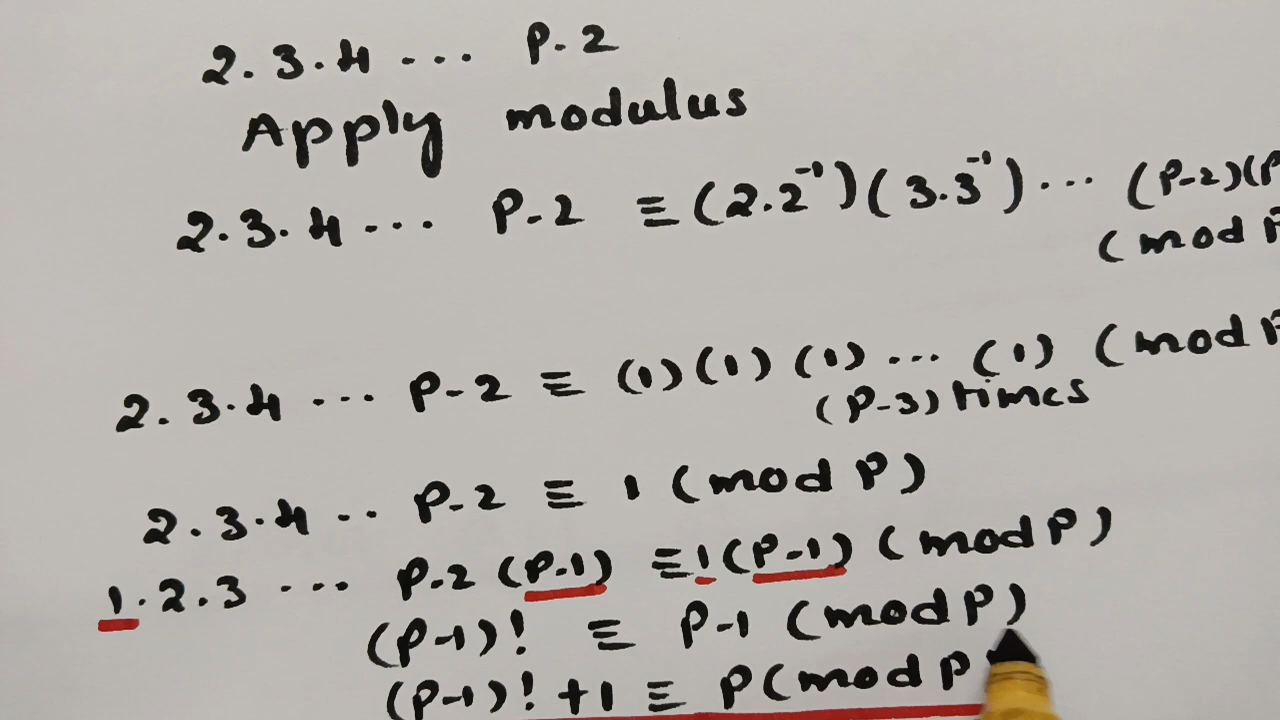 2.3.4 ... P-2
Apply modulus
2.3.4 ... P-2 ≡ (2.2⁻¹)(3.3⁻¹) ... (P-2)(P
(mod P
2.3.4 ... P-2 ≡ (1)(1)(1) ... (1) (mod P
(P-3) times
2.3.4 .. P-2 ≡ 1 (mod P)
1.2.3 ... P-2 (P-1) ≡ 1(P-1) (mod P)
(P-1)! ≡ P-1 (mod P)
(P-1)! +1 ≡ P(mod P